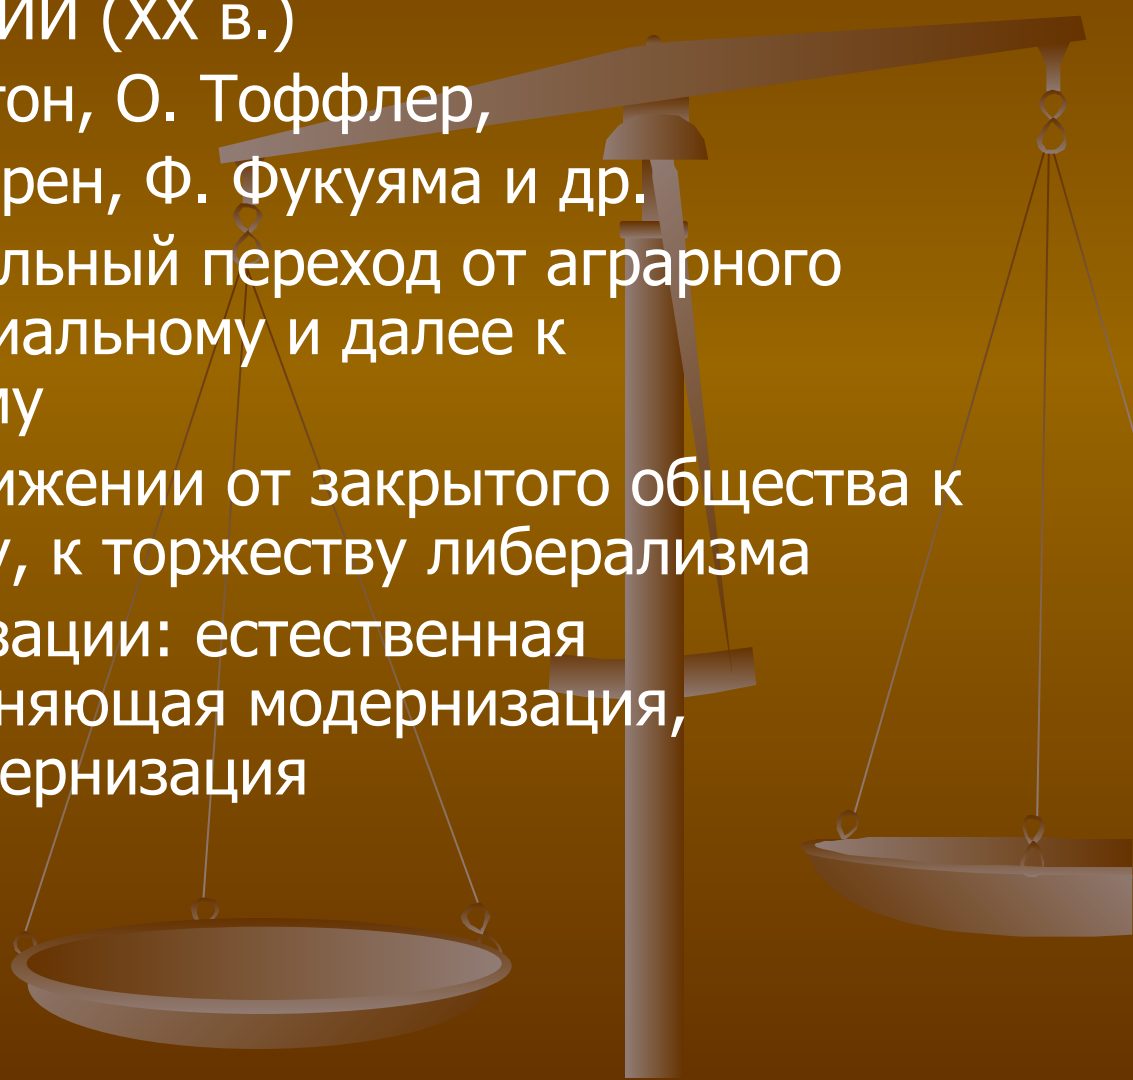 ИИ (XX в.)
тон, О. Тоффлер,
рен, Ф. Фукуяма и др.
льный переход от аграрного
иальному и далее к
му
ижении от закрытого общества к
у, к торжеству либерализма
зации: естественная
няющая модернизация,
ернизация